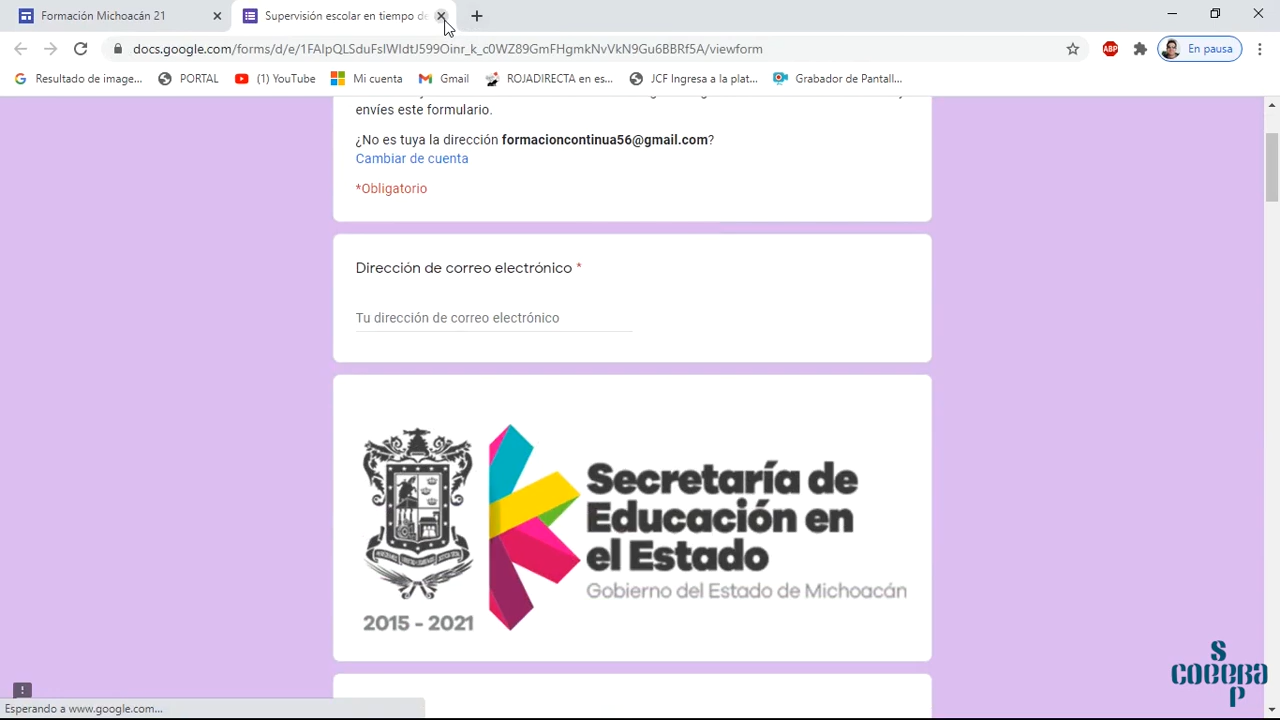 Formación Michoacán 21
Supervisión escolar en tiempo de
docs.google.com/forms/d/e/1FAIpQLSduFsIWIdtJ599Oinr_k_c0WZ89GmFHgmkNvVkN9Gu6BBRf5A/viewform
ABP
En pausa
Resultado de image...
PORTAL
(1) YouTube
Mi cuenta
Gmail
ROJADIRECTA en es...
JCF Ingresa a la plat...
Grabador de Pantall...
envíes este formulario.
¿No es tuya la dirección formacioncontinua56@gmail.com?
Cambiar de cuenta
*Obligatorio
Dirección de correo electrónico *
Tu dirección de correo electrónico
Secretaría de
Educación en
el Estado
Gobierno del Estado de Michoacán
2015 - 2021
Esperando a www.google.com...